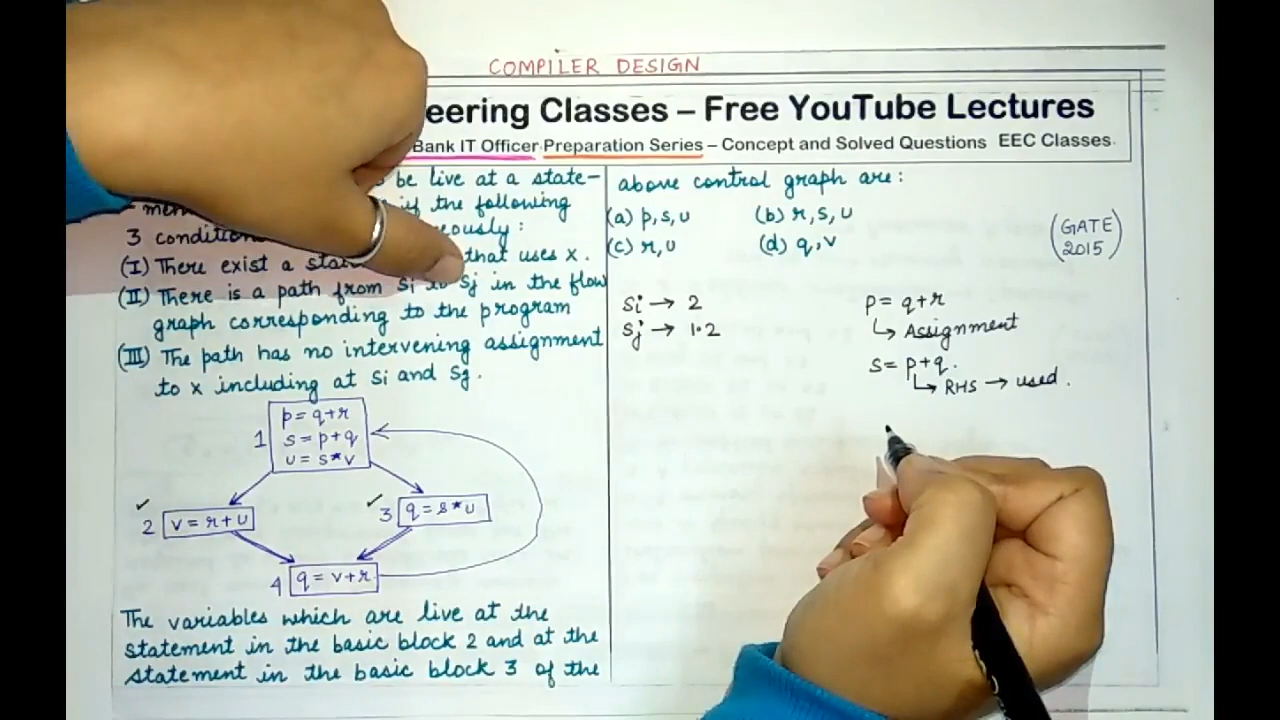 COMPILER DESIGN
eering Classes – Free YouTube Lectures
Bank IT Officer Preparation Series – Concept and Solved Questions EEC Classes.
be live at a state-
if the following
3 condition
(I) There exist a that uses x.
(II) There is a path from Si to Sj in the flow
graph corresponding to the program
(III) The path has no intervening assignment
to x including at Si and Sj.
1
p = q+r
s = p+q
u = s*v
2 v = r+u
3 q = s*u
4 q = v+r
The variables which are live at the
statement in the basic block 2 and at the
statement in the basic block 3 of the
above control graph are:
(a) p, s, u (b) r, s, u
(c) r, u (d) q, v
(GATE 2015)
Si → 2
Sj → 1.2
p = q+r
↳ Assignment
s = p+q.
↳ RHS → used.